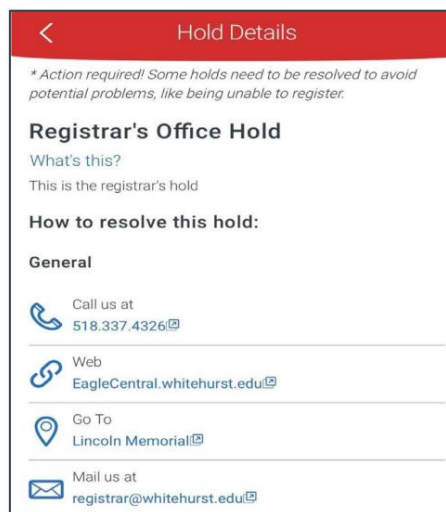 Hold Details
* Action required! Some holds need to be resolved to avoid
potential problems, like being unable to register.
Registrar's Office Hold
What's this?
This is the registrar's hold
How to resolve this hold:
General
Call us at
518.337.4326
Web
EagleCentral.whitehurst.edu
Go To
Lincoln Memorial
Mail us at
registrar@whitehurst.edu